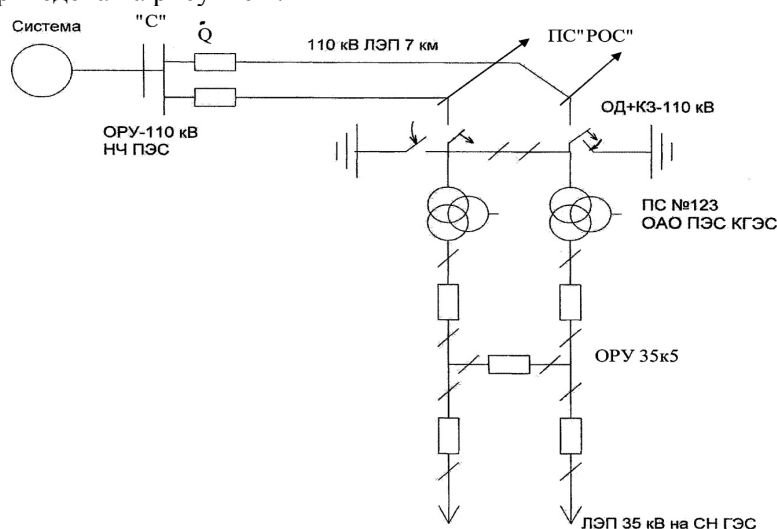 Система
"С"
Q
110 кВ ЛЭП 7 км
ПС"РОС"
ОРУ-110 кВ
НЧ ПЭС
ОД+КЗ-110 кВ
ПС №123
ОАО ПЭС КГЭС
ОРУ 35к5
ЛЭП 35 кВ на СН ГЭС